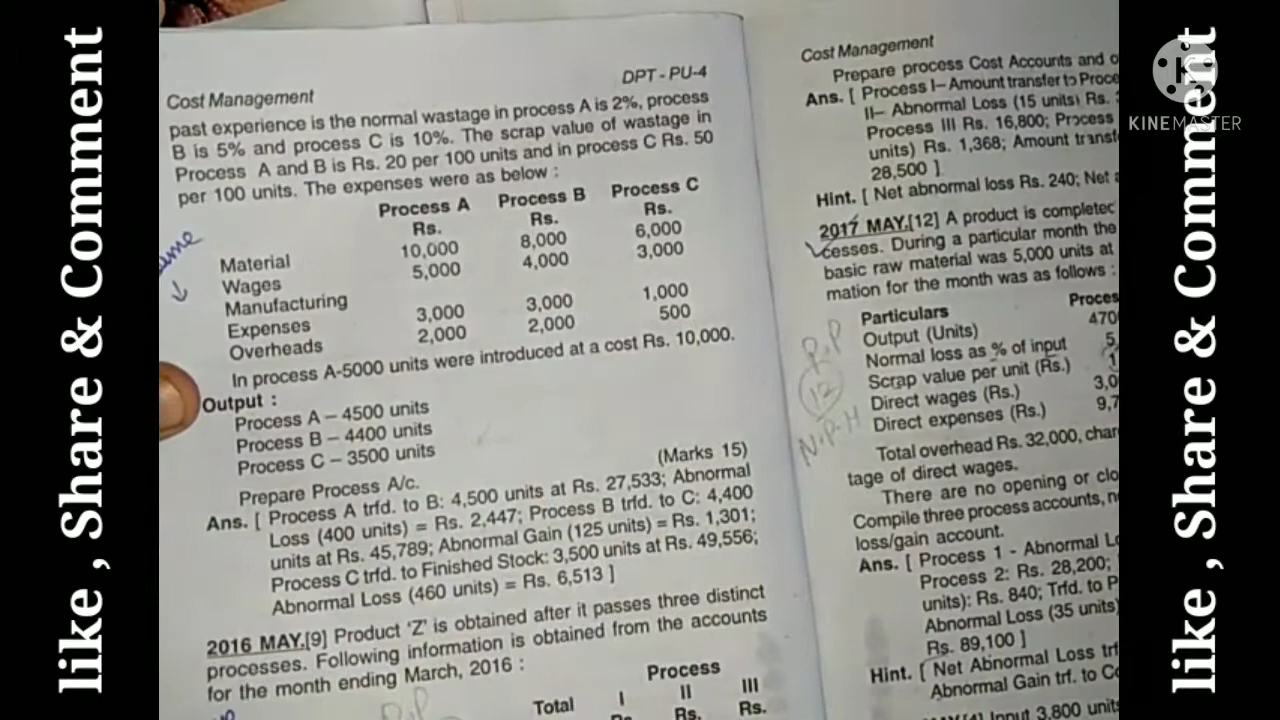 like , Share & Comment
Cost Management
DPT - PU-4
past experience is the normal wastage in process A is 2%, process
B is 5% and process C is 10%. The scrap value of wastage in
Process A and B is Rs. 20 per 100 units and in process C Rs. 50
per 100 units. The expenses were as below :
Process A Process B Process C
Rs. Rs. Rs.
Material 10,000 8,000 6,000
Wages 5,000 4,000 3,000
Manufacturing
Expenses 3,000 3,000 1,000
Overheads 2,000 2,000 500
In process A-5000 units were introduced at a cost Rs. 10,000.
Output :
Process A – 4500 units
Process B – 4400 units
Process C – 3500 units
Prepare Process A/c. (Marks 15)
Ans. [ Process A trfd. to B: 4,500 units at Rs. 27,533; Abnormal
Loss (400 units) = Rs. 2,447; Process B trfd. to C: 4,400
units at Rs. 45,789; Abnormal Gain (125 units) = Rs. 1,301;
Process C trfd. to Finished Stock: 3,500 units at Rs. 49,556;
Abnormal Loss (460 units) = Rs. 6,513 ]
2016 MAY.[9] Product 'Z' is obtained after it passes three distinct
processes. Following information is obtained from the accounts
for the month ending March, 2016 :
Process
Total I II III
Rs. Rs.
Cost Management
Prepare process Cost Accounts and
Ans. [ Process I– Amount transfer to
II– Abnormal Loss (15 units) Rs.
Process III Rs. 16,800; Process
units) Rs. 1,368; Amount
28,500 ]
Hint. [ Net abnormal loss Rs. 240; Net
2017 MAY.[12] A product is
During a particular month the
basic raw material was 5,000 units at
mation for the month was as follows :
Particulars
Output (Units)
Normal loss as % of input
Scrap value per unit (Rs.)
Direct wages (Rs.)
Direct expenses (Rs.)
Total overhead Rs. 32,000,
tage of direct wages.
There are no opening or
Compile three process accounts,
loss/gain account.
Ans. [ Process 1 - Abnormal
Process 2: Rs. 28,200;
units): Rs. 840; Trfd. to
Abnormal Loss (35 units)
Rs. 89,100 ]
Hint. [ Net Abnormal Loss
Abnormal Gain trf. to
Input 3,800 units
R.P
12
N.P.H
KINEMASTER
like , Share & Comment